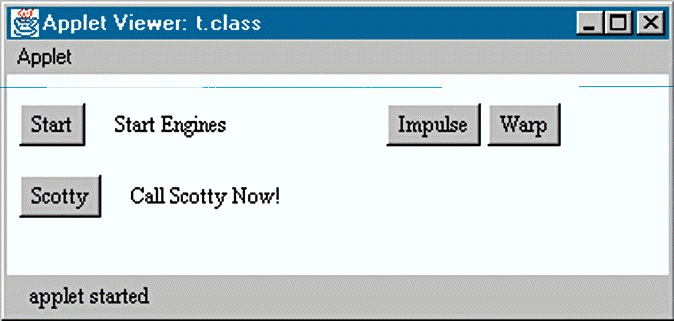 Applet Viewer: t.class
Applet
Start Start Engines Impulse Warp
Scotty Call Scotty Now!
applet started